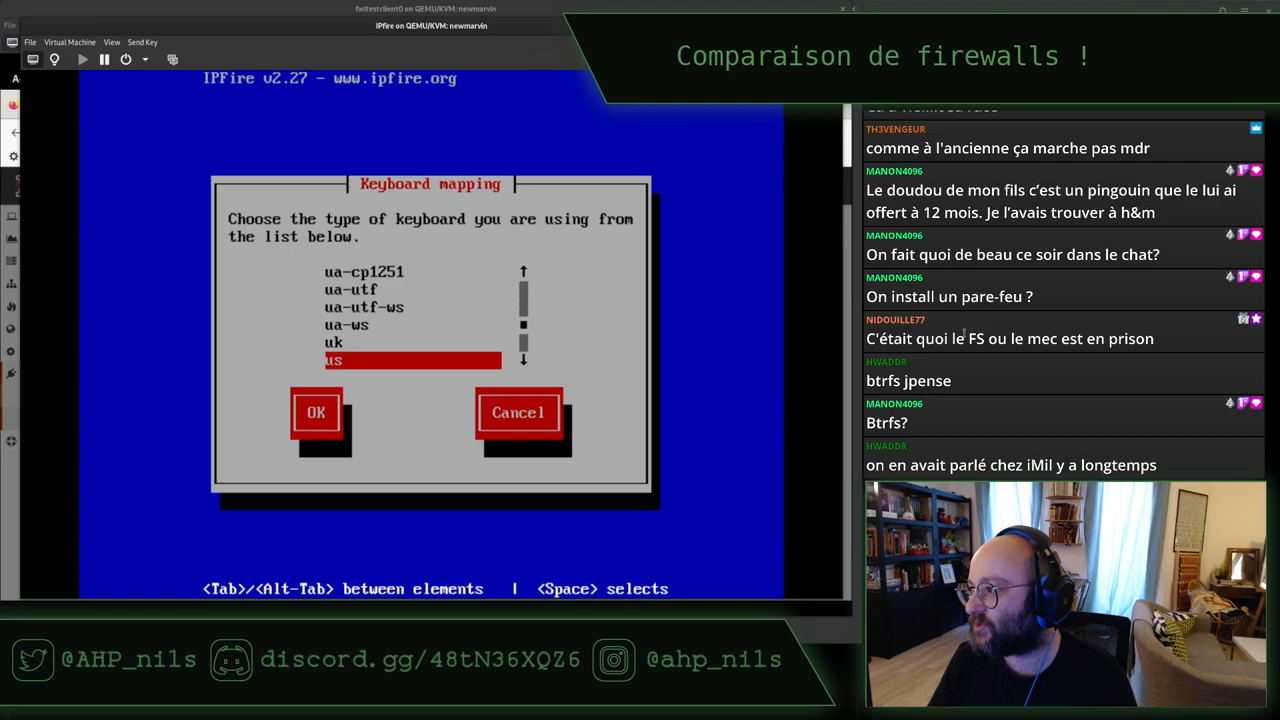 fwltestclient0 on QEMU/KVM: newmarvin
File
IPfire on QEMU/KVM: newmarvin
File Virtual Machine View Send Key
IPFire v2.27 - www.ipfire.org
Keyboard mapping
Choose the type of keyboard you are using from
the list below.
ua-cp1251
ua-utf
ua-utf-ws
ua-ws
uk
us
OK
Cancel
<Tab>/<Alt-Tab> between elements | <Space> selects
Comparaison de firewalls !
TH3VENGEUR
comme à l'ancienne ça marche pas mdr
MANON4096
Le doudou de mon fils c’est un pingouin que le lui ai
offert à 12 mois. Je l’avais trouver à h&m
MANON4096
On fait quoi de beau ce soir dans le chat?
MANON4096
On install un pare-feu ?
NIDOUILLE77
C'était quoi le FS ou le mec est en prison
HWADDR
btrfs jpense
MANON4096
Btrfs?
HWADDR
on en avait parlé chez iMil y a longtemps
@AHP_nils
discord.gg/48tN36XQZ6
@ahp_nils